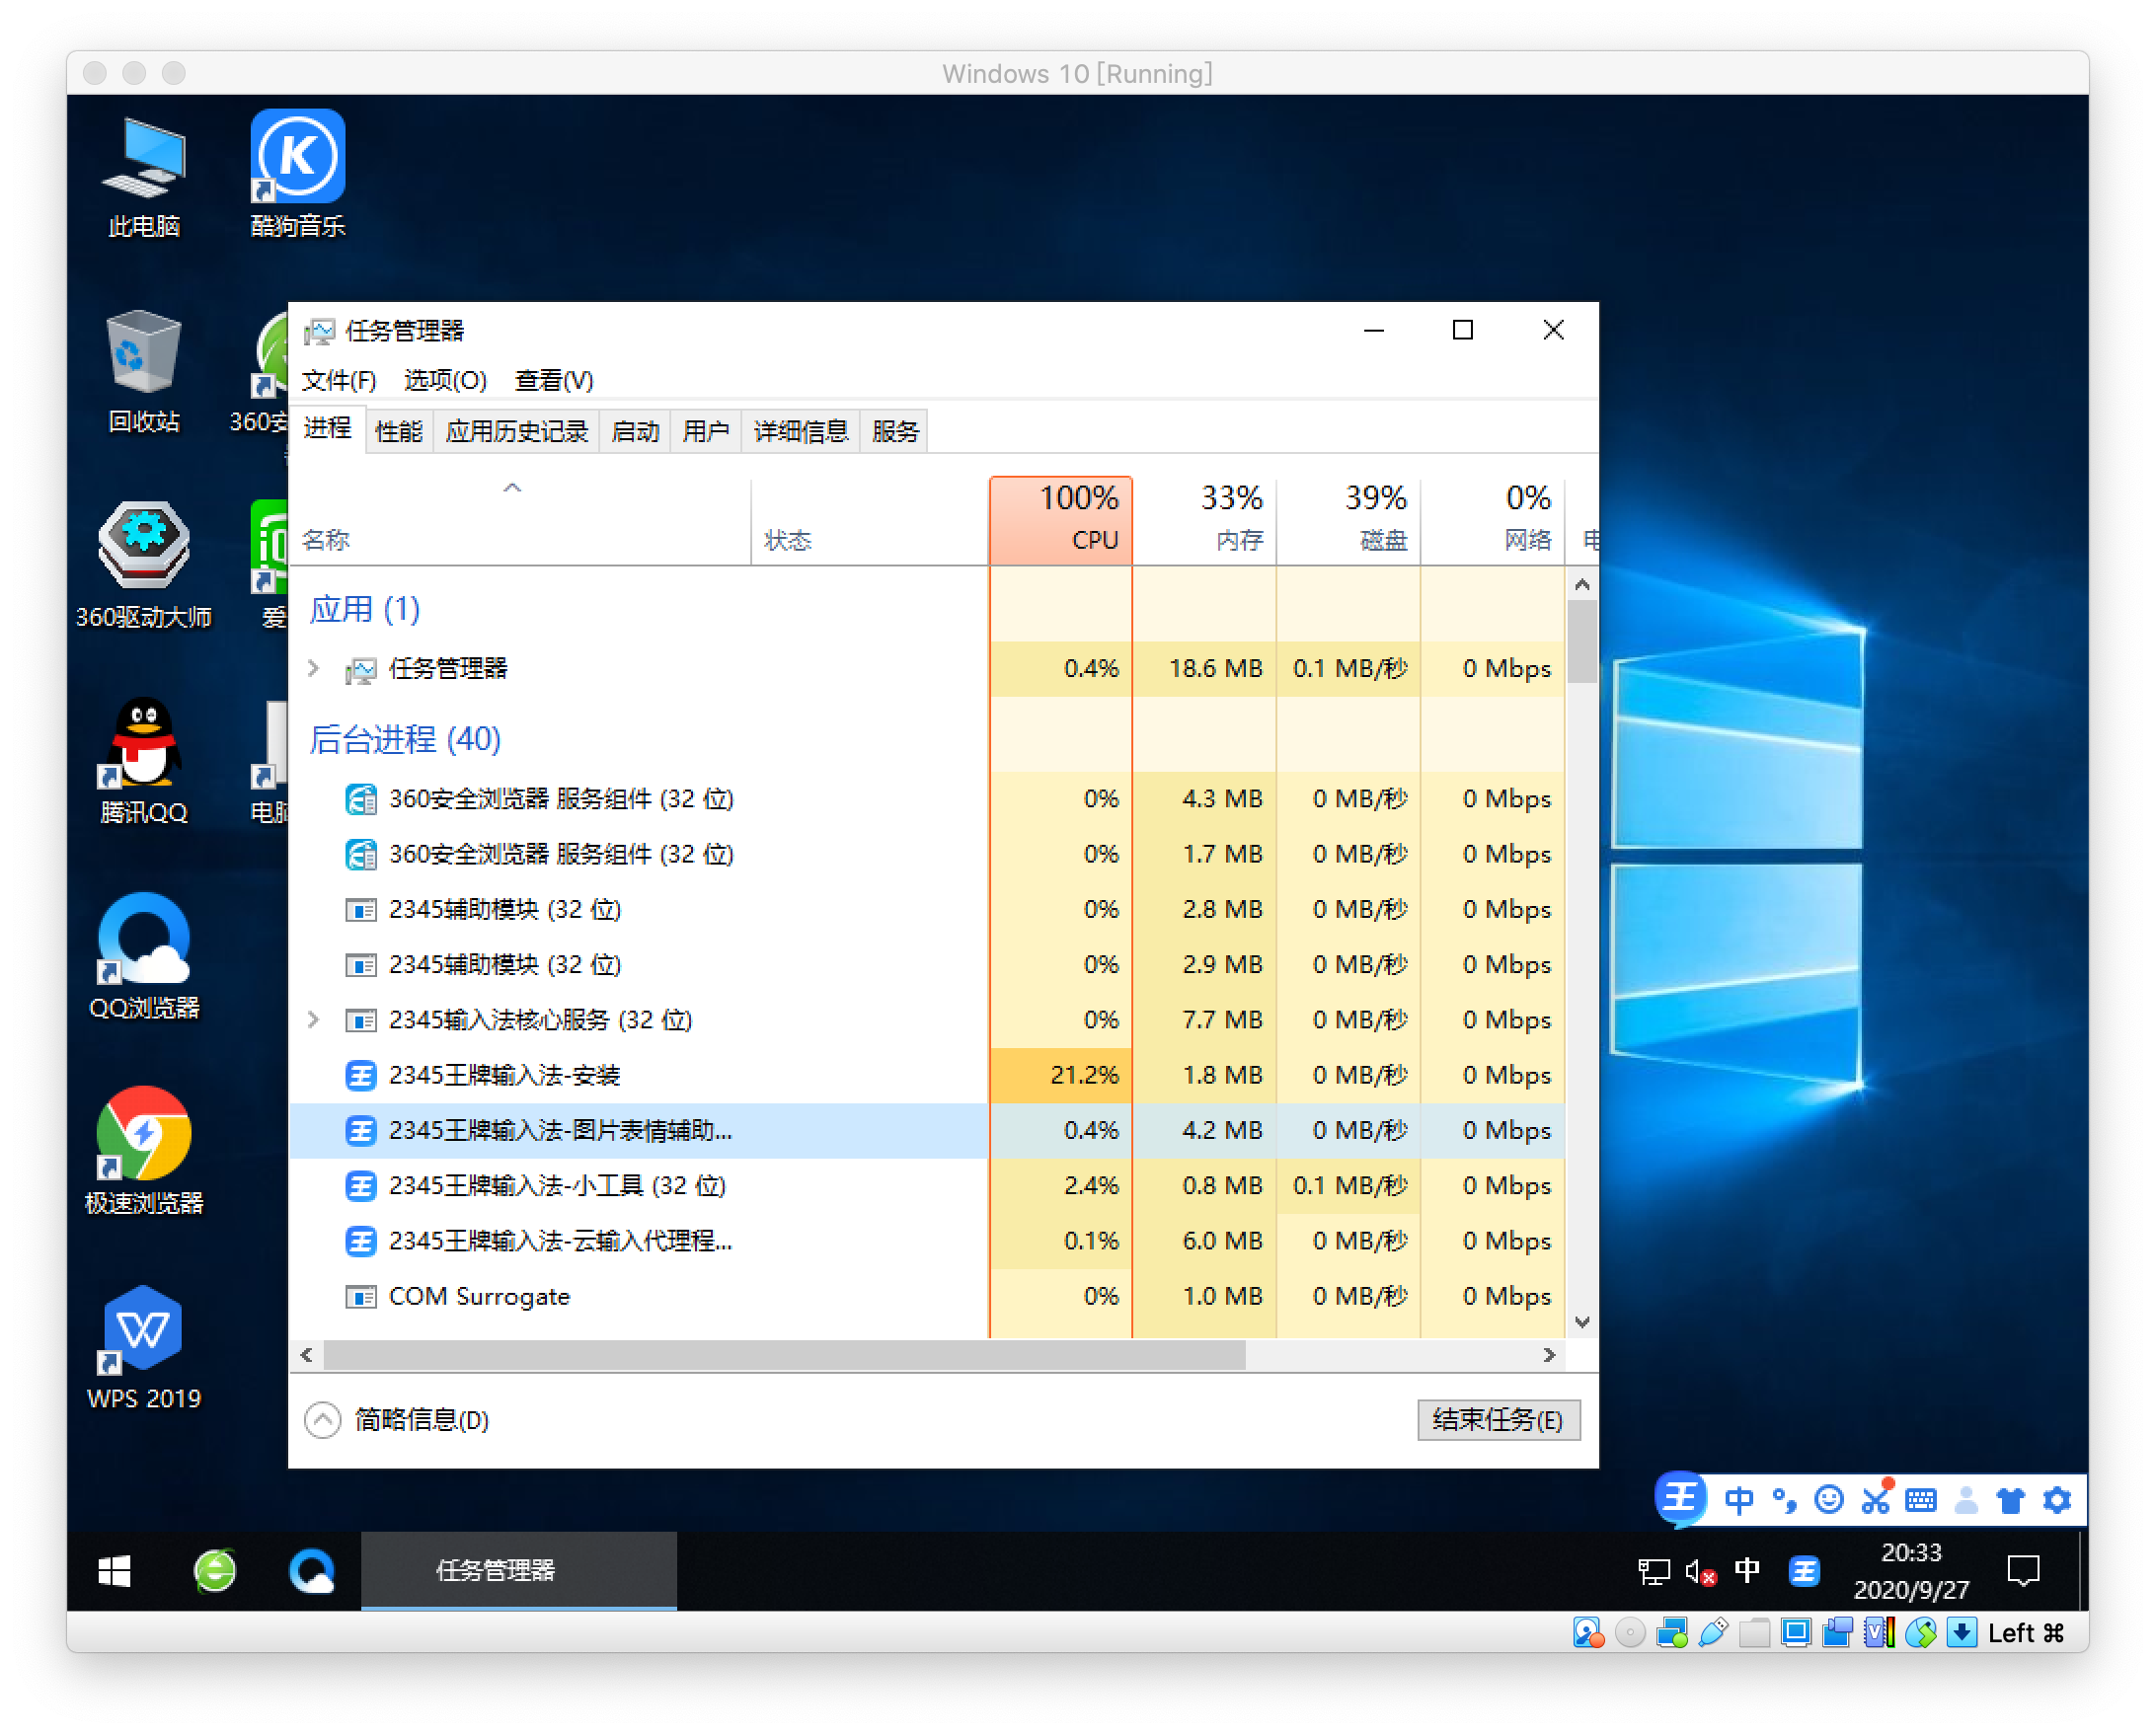 Windows 10 [Running]
此电脑
酷狗音乐
回收站
360安
360驱动大师
爱
腾讯QQ
电脑
QQ浏览器
极速浏览器
WPS 2019
任务管理器
文件(F) 选项(O) 查看(V)
进程 性能 应用历史记录 启动 用户 详细信息 服务
100% 33% 39% 0%
名称 状态 CPU 内存 磁盘 网络 电
应用 (1)
任务管理器 0.4% 18.6 MB 0.1 MB/秒 0 Mbps
后台进程 (40)
360安全浏览器 服务组件 (32 位) 0% 4.3 MB 0 MB/秒 0 Mbps
360安全浏览器 服务组件 (32 位) 0% 1.7 MB 0 MB/秒 0 Mbps
2345辅助模块 (32 位) 0% 2.8 MB 0 MB/秒 0 Mbps
2345辅助模块 (32 位) 0% 2.9 MB 0 MB/秒 0 Mbps
2345输入法核心服务 (32 位) 0% 7.7 MB 0 MB/秒 0 Mbps
2345王牌输入法-安装 21.2% 1.8 MB 0 MB/秒 0 Mbps
2345王牌输入法-图片表情辅助... 0.4% 4.2 MB 0 MB/秒 0 Mbps
2345王牌输入法-小工具 (32 位) 2.4% 0.8 MB 0.1 MB/秒 0 Mbps
2345王牌输入法-云输入代理程... 0.1% 6.0 MB 0 MB/秒 0 Mbps
COM Surrogate 0% 1.0 MB 0 MB/秒 0 Mbps
简略信息(D) 结束任务(E)
王 中
任务管理器 中 20:33
2020/9/27
Left ⌘